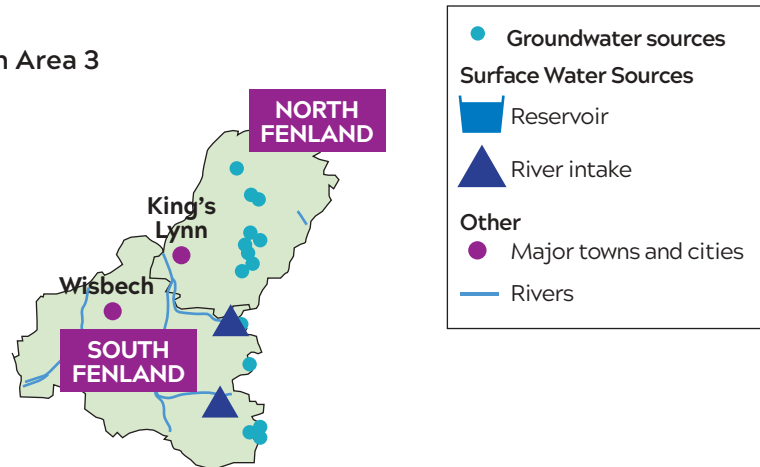 n Area 3
NORTH
FENLAND
King's
Lynn
Wisbech
SOUTH
FENLAND
Groundwater sources
Surface Water Sources
Reservoir
River intake
Other
Major towns and cities
Rivers